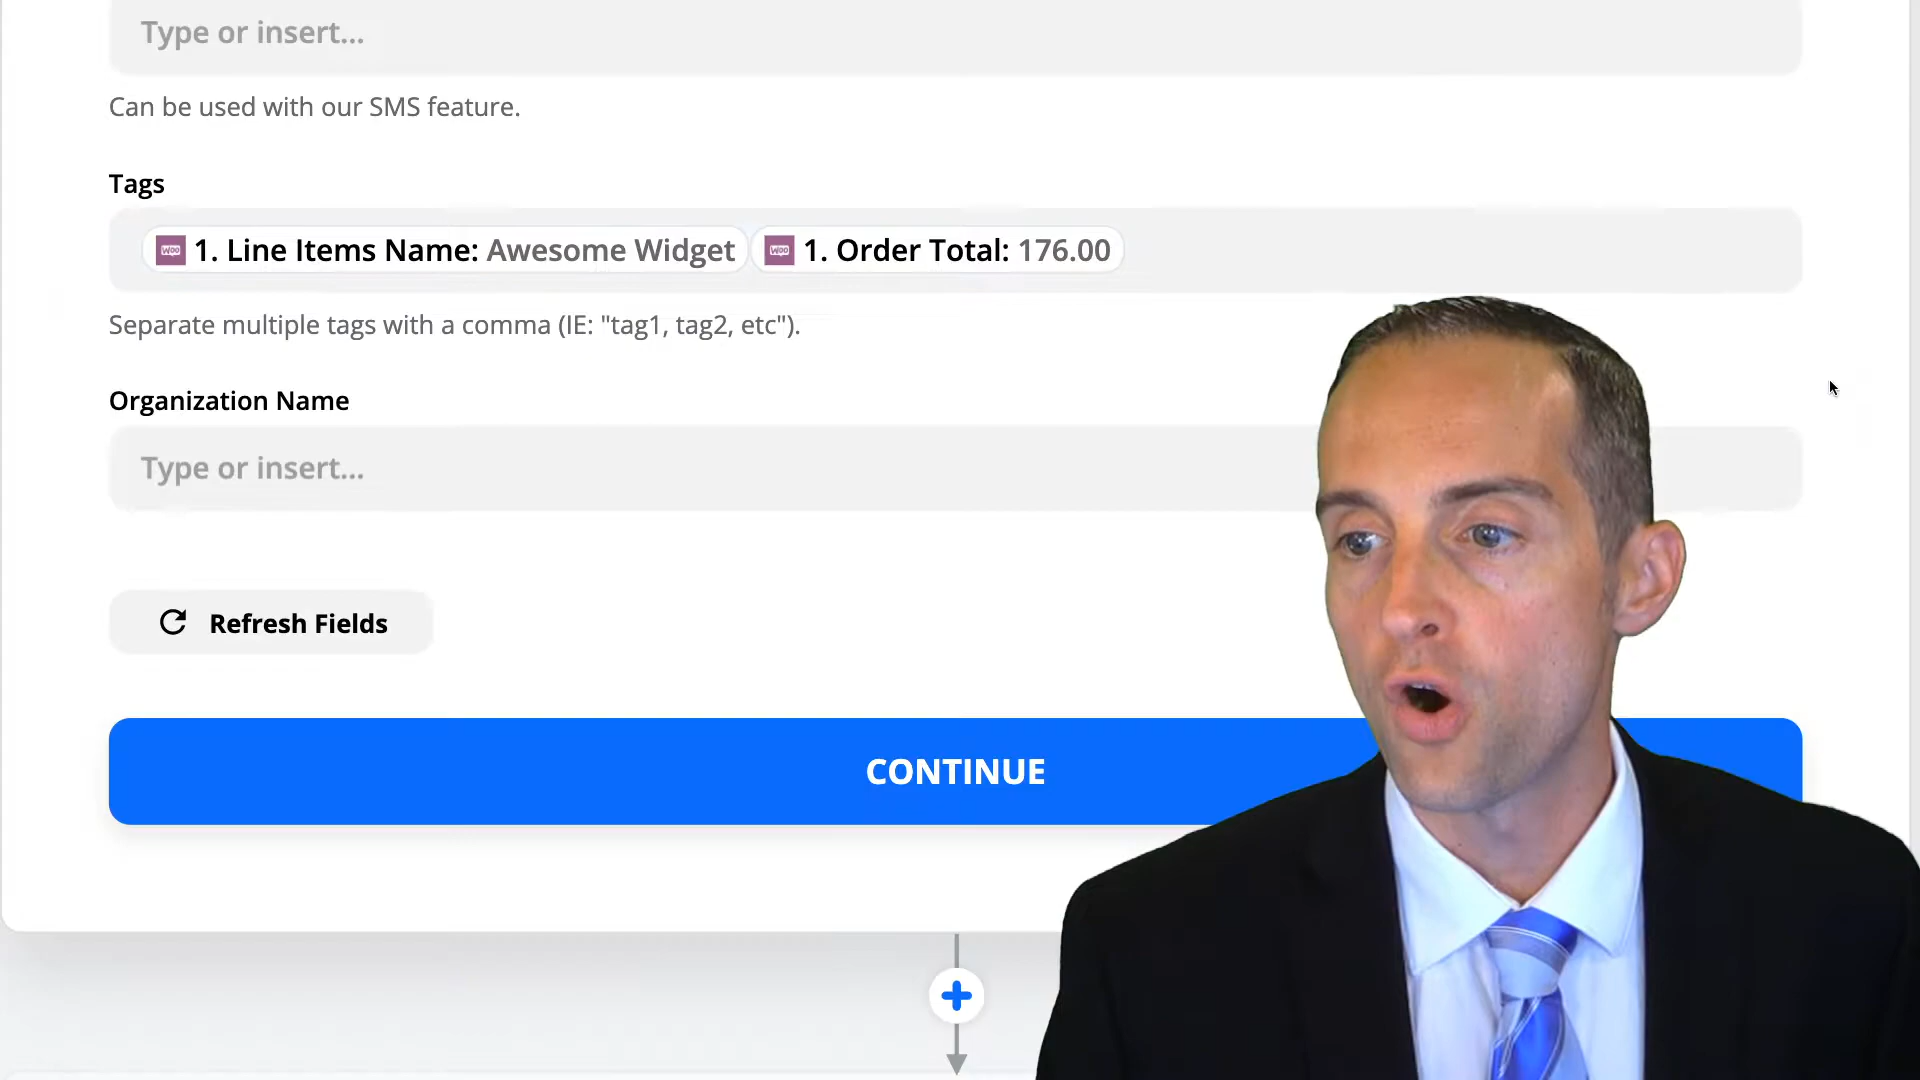 Type or insert...
Can be used with our SMS feature.
Tags
woo 1. Line Items Name: Awesome Widget woo 1. Order Total: 176.00
Separate multiple tags with a comma (IE: "tag1, tag2, etc").
Organization Name
Type or insert...
Refresh Fields
CONTINUE